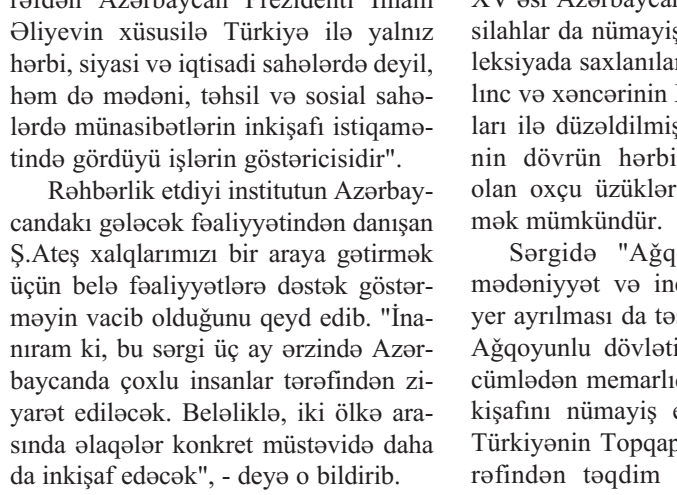 rəfdən Azərbaycan Prezidenti İlham
Əliyevin xüsusilə Türkiyə ilə yalnız
hərbi, siyasi və iqtisadi sahələrdə deyil,
həm də mədəni, təhsil və sosial sahə-
lərdə münasibətlərin inkişafı istiqamə-
tində gördüyü işlərin göstəricisidir".
Rəhbərlik etdiyi institutun Azərbay-
candakı gələcək fəaliyyətindən danışan
Ş.Ateş xalqlarımızı bir araya gətirmək
üçün belə fəaliyyətlərə dəstək göstər-
məyin vacib olduğunu qeyd edib. "İna-
nıram ki, bu sərgi üç ay ərzində Azər-
baycanda çoxlu insanlar tərəfindən zi-
yarət ediləcək. Beləliklə, iki ölkə ara-
sında əlaqələr konkret müstəvidə daha
da inkişaf edəcək", - deyə o bildirib.
XV əsr Azərbaycan
silahlar da nümayiş
leksiyada saxlanılan
lınc və xəncərinin
ları ilə düzəldilmiş
nin dövrün hərbi
olan oxçu üzüklər
mək mümkündür.
Sərgidə "Ağq
mədəniyyət və in
yer ayrılması da tə
Ağqoyunlu dövləti
cümlədən memarlı
kişafını nümayiş e
Türkiyənin Topqap
rəfindən təqdim